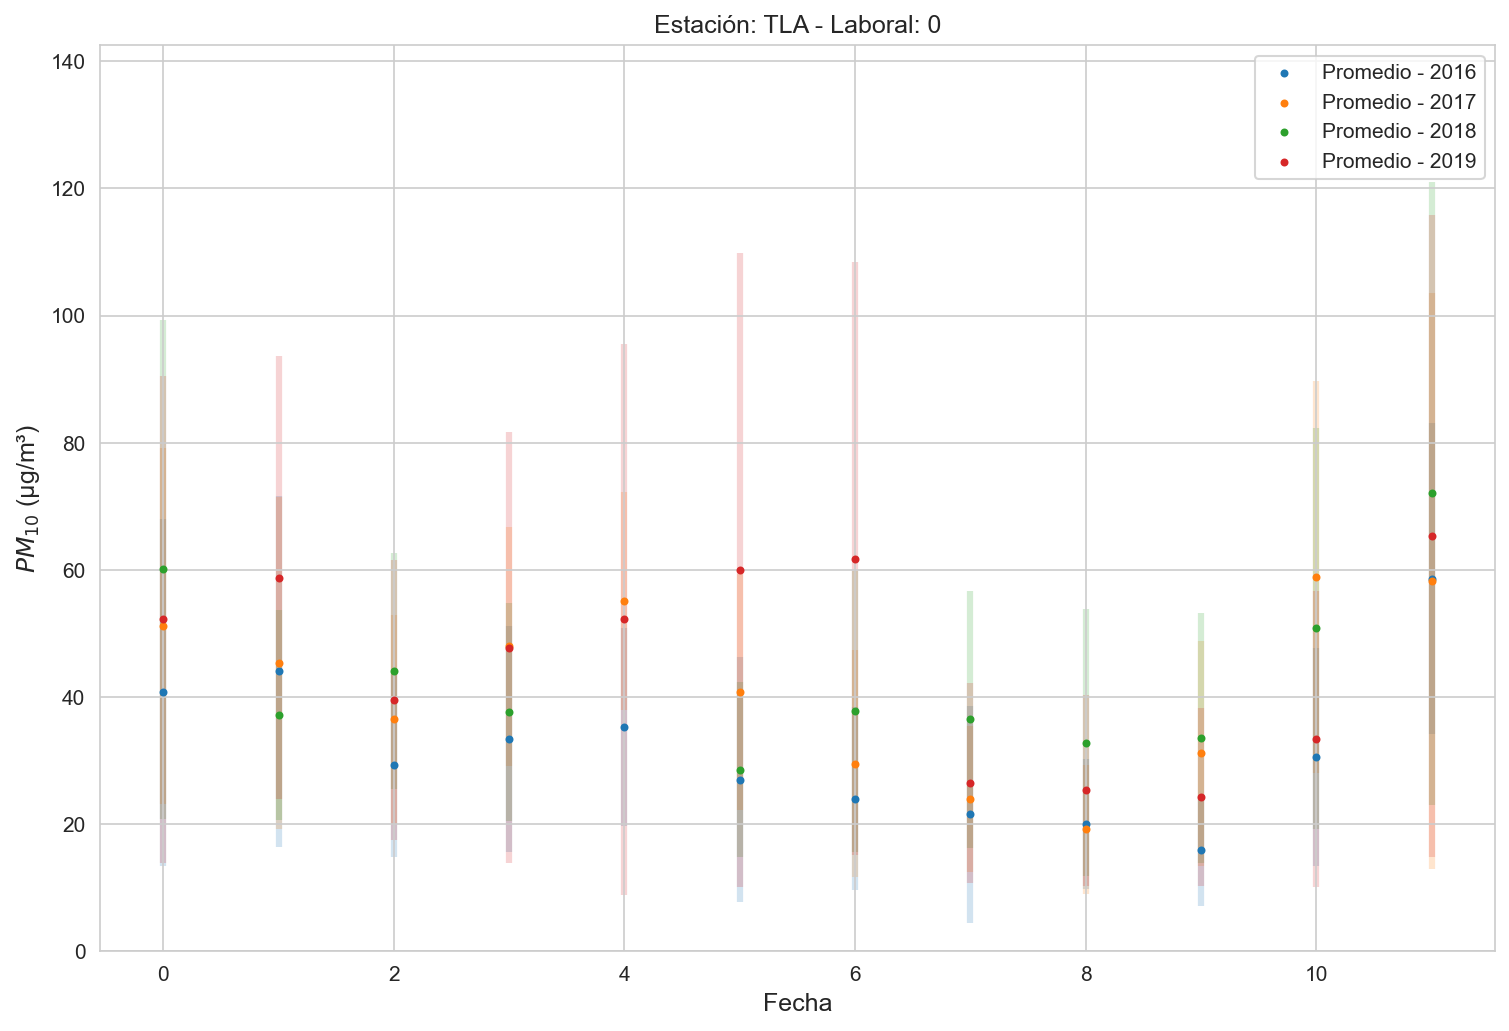 Estación: TLA - Laboral: 0
140
120
100
80
60
40
20
0
PM₁₀ (µg/m³)
Promedio - 2016
Promedio - 2017
Promedio - 2018
Promedio - 2019
0 2 4 6 8 10
Fecha